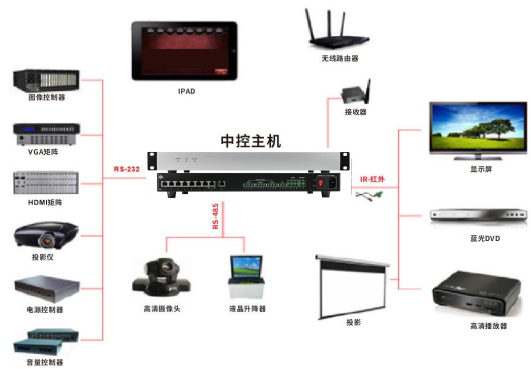 IPAD
无线路由器
图像控制器
接收器
中控主机
VGA矩阵
RS-232
IR-红外
显示屏
HDMI矩阵
RS-485
投影仪
蓝光DVD
电源控制器
高清摄像头
液晶升降器
投影
高清播放器
音量控制器